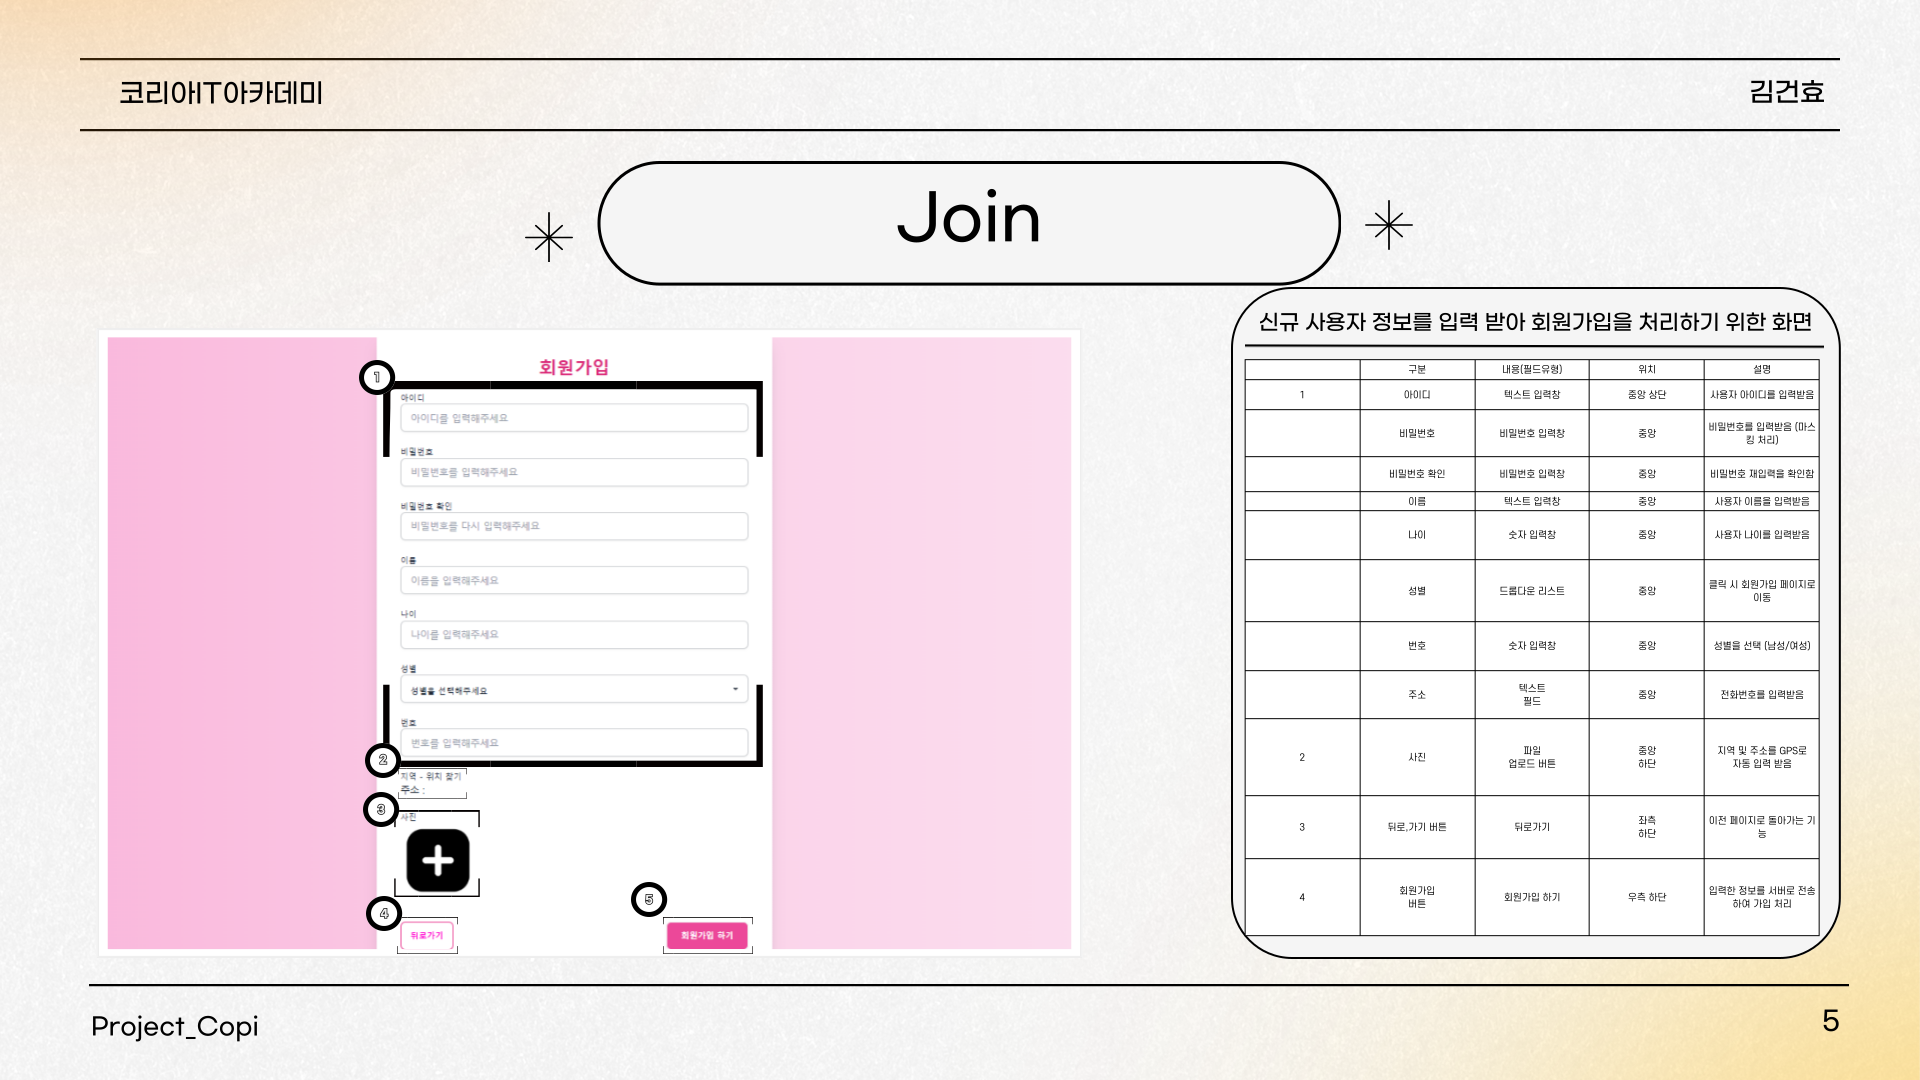 코리아IT아카데미
김건효
Join
회원가입
1
아이디
아이디를 입력해주세요
비밀번호
비밀번호를 입력해주세요
비밀번호 확인
비밀번호를 다시 입력해주세요
이름
이름을 입력해주세요
나이
나이를 입력해주세요
성별
성별을 선택해주세요
번호
번호를 입력해주세요
2
지역 - 위치 찾기
주소 :
3
사진
4
뒤로가기
5
회원가입 하기
신규 사용자 정보를 입력 받아 회원가입을 처리하기 위한 화면
구분 내용(필드유형) 위치 설명
1 아이디 텍스트 입력창 중앙 상단 사용자 아이디를 입력받음
비밀번호 비밀번호 입력창 중앙 비밀번호를 입력받음 (마스
킹 처리)
비밀번호 확인 비밀번호 입력창 중앙 비밀번호 재입력을 확인함
이름 텍스트 입력창 중앙 사용자 이름을 입력받음
나이 숫자 입력창 중앙 사용자 나이를 입력받음
성별 드롭다운 리스트 중앙 클릭 시 회원가입 페이지로
이동
번호 숫자 입력창 중앙 성별을 선택 (남성/여성)
주소 텍스트
필드 중앙 전화번호를 입력받음
2 사진 파일
업로드 버튼 중앙
하단 지역 및 주소를 GPS로
자동 입력 받음
3 뒤로,가기 버튼 뒤로가기 좌측
하단 이전 페이지로 돌아가는 기
능
4 회원가입
버튼 회원가입 하기 우측 하단 입력한 정보를 서버로 전송
하여 가입 처리
Project_Copi
5